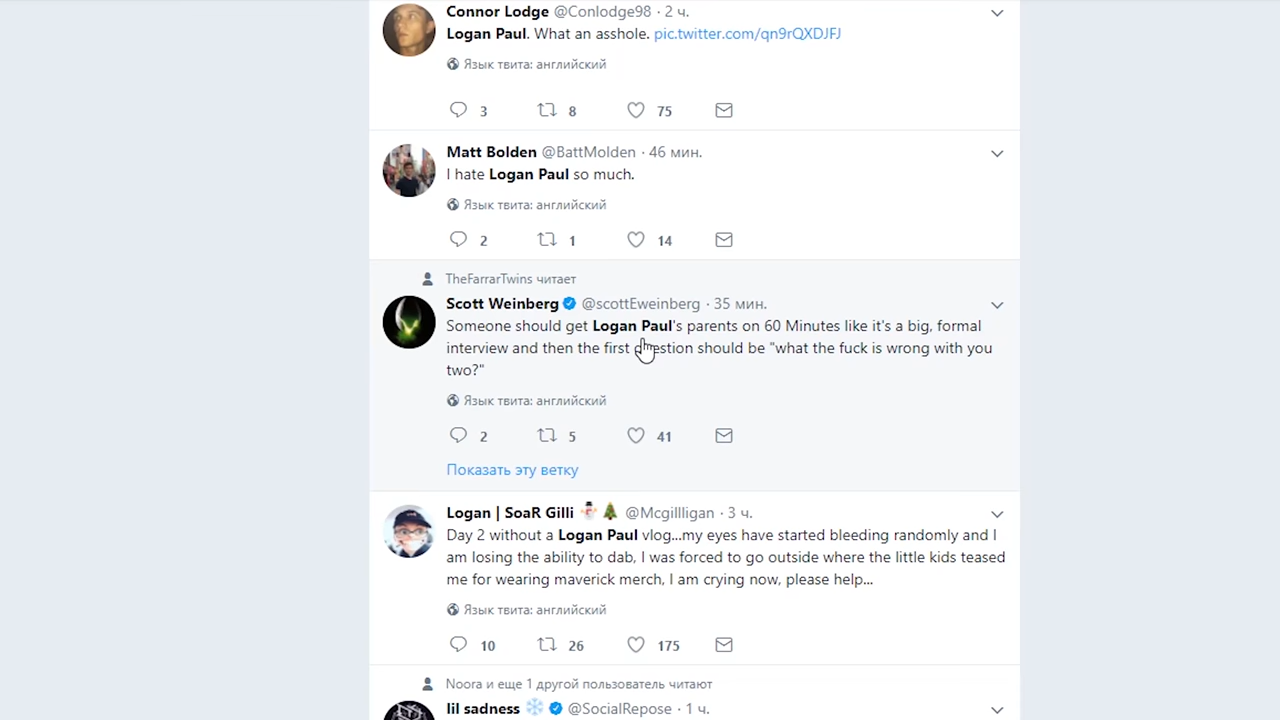 Connor Lodge @Conlodge98 · 2 ч.
Logan Paul. What an asshole. pic.twitter.com/qn9rQXDJFJ
Язык твита: английский
3 8 75
Matt Bolden @BattMolden · 46 мин.
I hate Logan Paul so much.
Язык твита: английский
2 1 14
TheFarrarTwins читает
Scott Weinberg @scottEweinberg · 35 мин.
Someone should get Logan Paul's parents on 60 Minutes like it's a big, formal
interview and then the first question should be "what the fuck is wrong with you
two?"
Язык твита: английский
2 5 41
Показать эту ветку
Logan | SoaR Gilli ⛄ 🎄 @Mcgillligan · 3 ч.
Day 2 without a Logan Paul vlog...my eyes have started bleeding randomly and I
am losing the ability to dab, I was forced to go outside where the little kids teased
me for wearing maverick merch, I am crying now, please help...
Язык твита: английский
10 26 175
Noora и еще 1 другой пользователь читают
lil sadness ❄️ @SocialRepose · 1 ч.